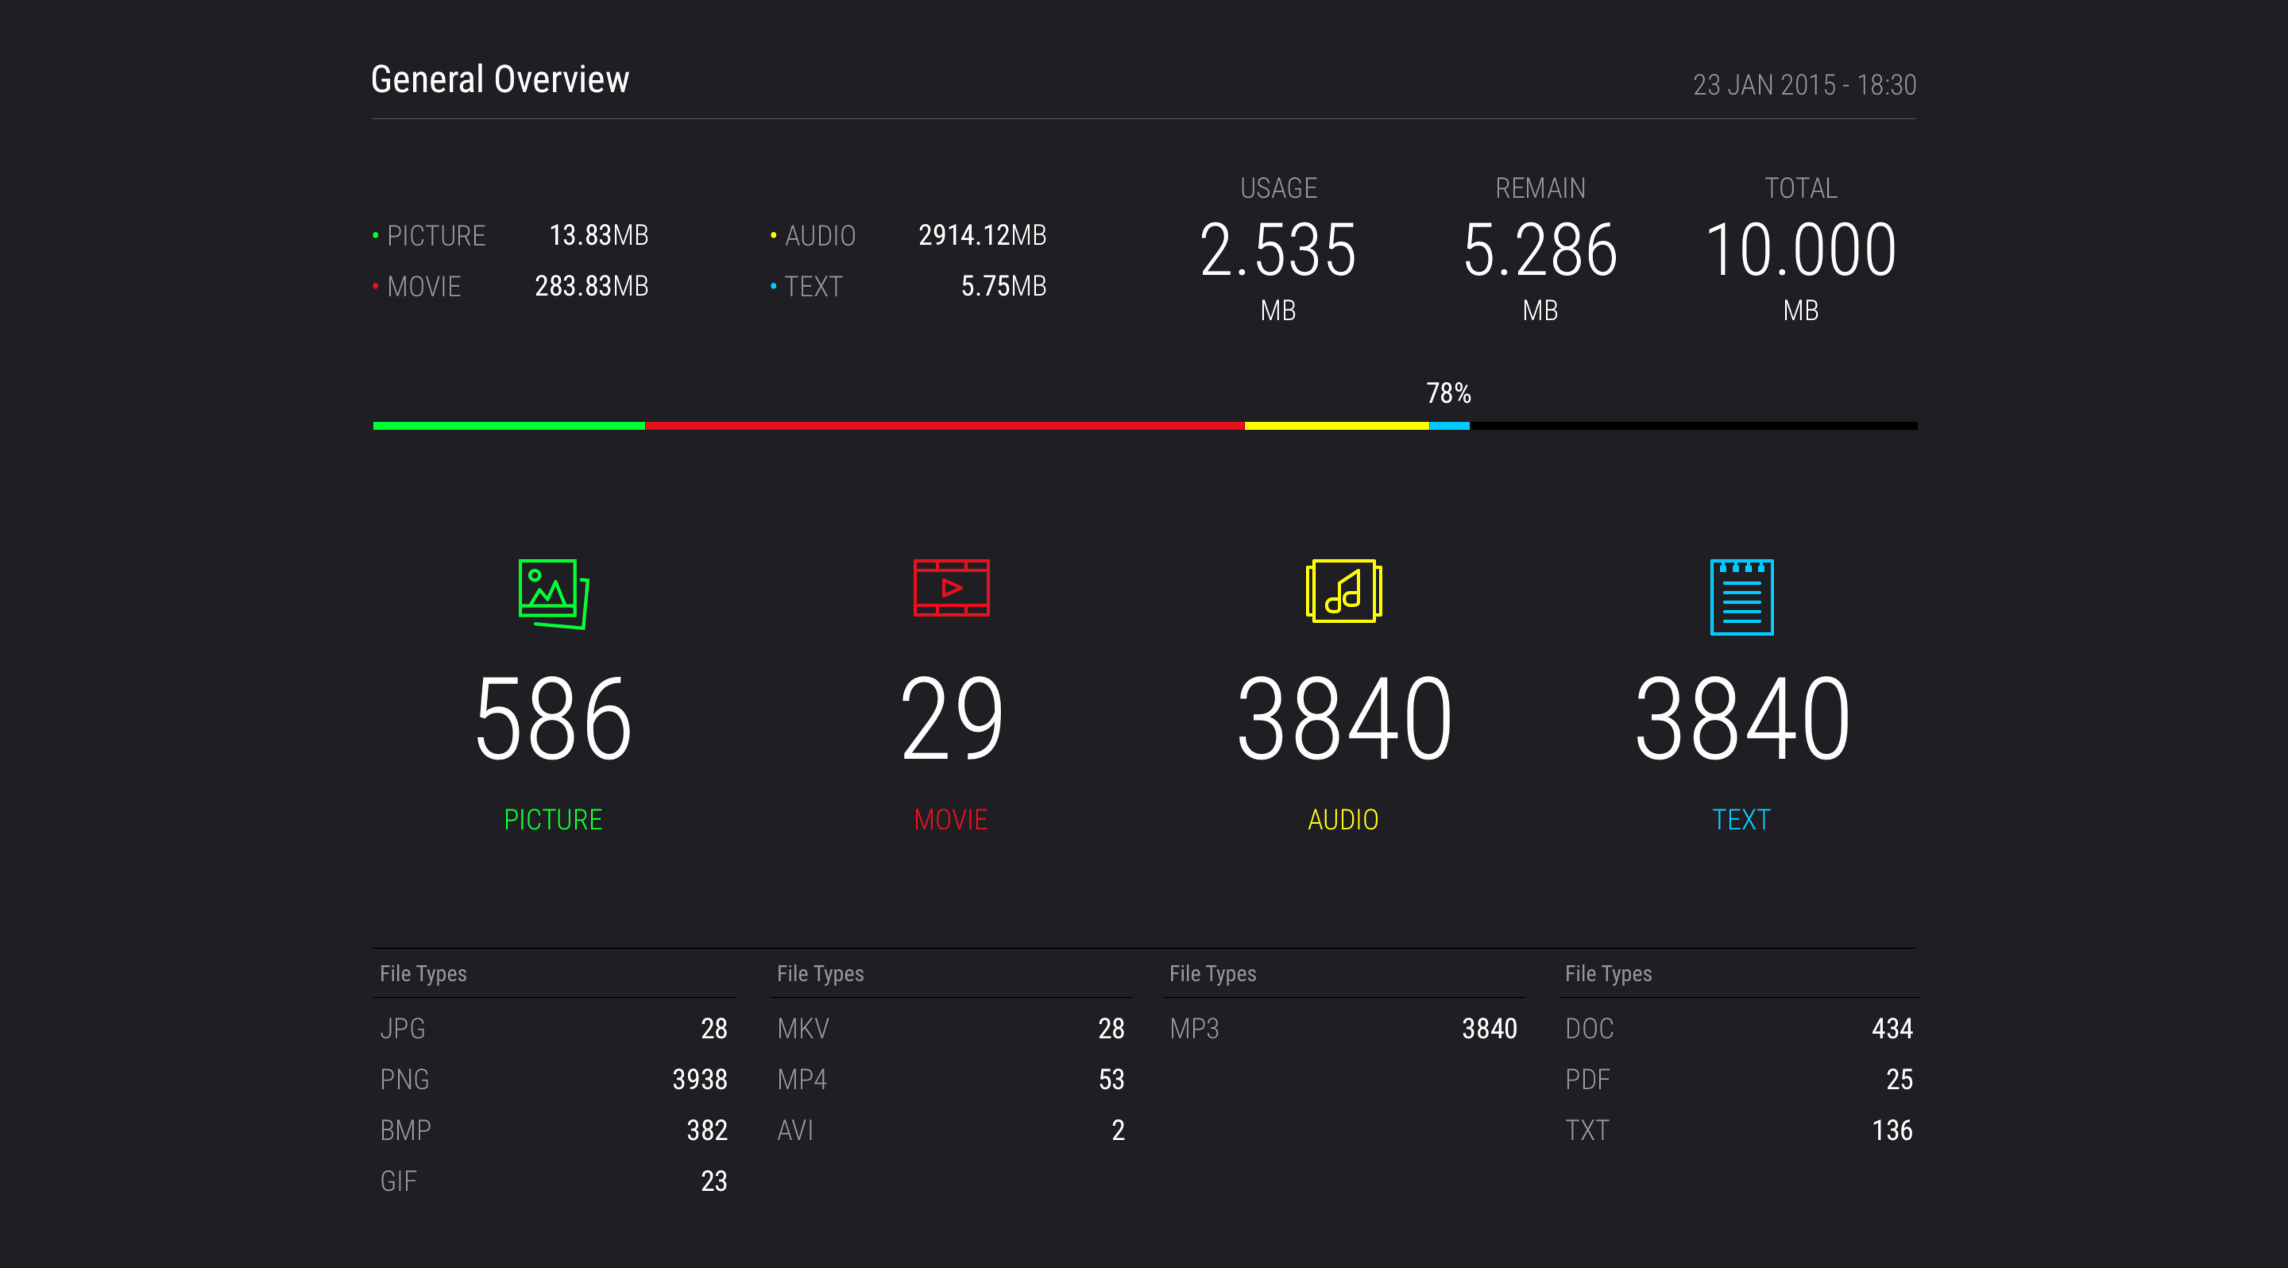 General Overview
23 JAN 2015 - 18:30
USAGE REMAIN TOTAL
PICTURE 13.83MB AUDIO 2914.12MB
2.535 5.286 10.000
MOVIE 283.83MB TEXT 5.75MB
MB MB MB
78%
586 29 3840 3840
PICTURE MOVIE AUDIO TEXT
File Types File Types File Types File Types
JPG 28 MKV 28 MP3 3840 DOC 434
PNG 3938 MP4 53 PDF 25
BMP 382 AVI 2 TXT 136
GIF 23